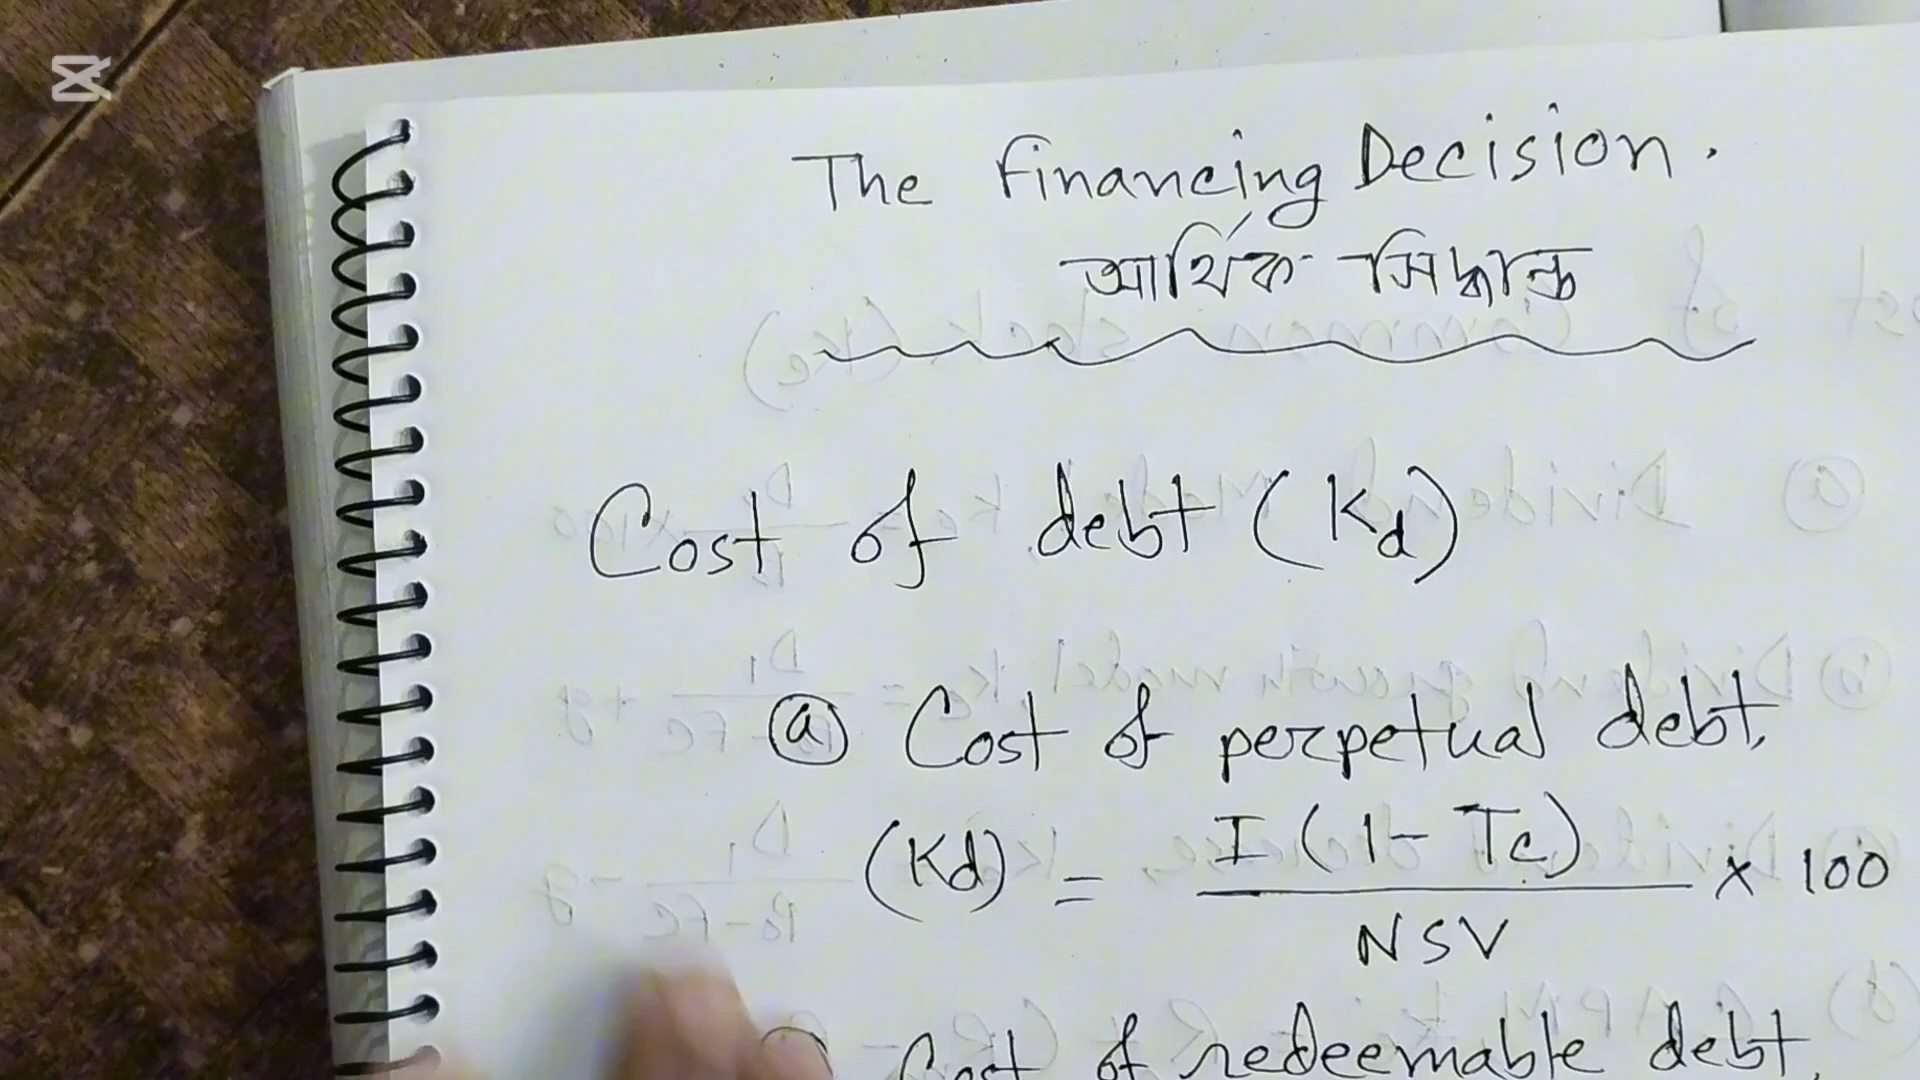 The Financing Decision.
আর্থিক সিদ্ধান্ত
Cost of debt (Kd)
ⓐ Cost of perpetual debt,
(Kd) = I (1 - Tc) / NSV × 100
Cost of redeemable debt,